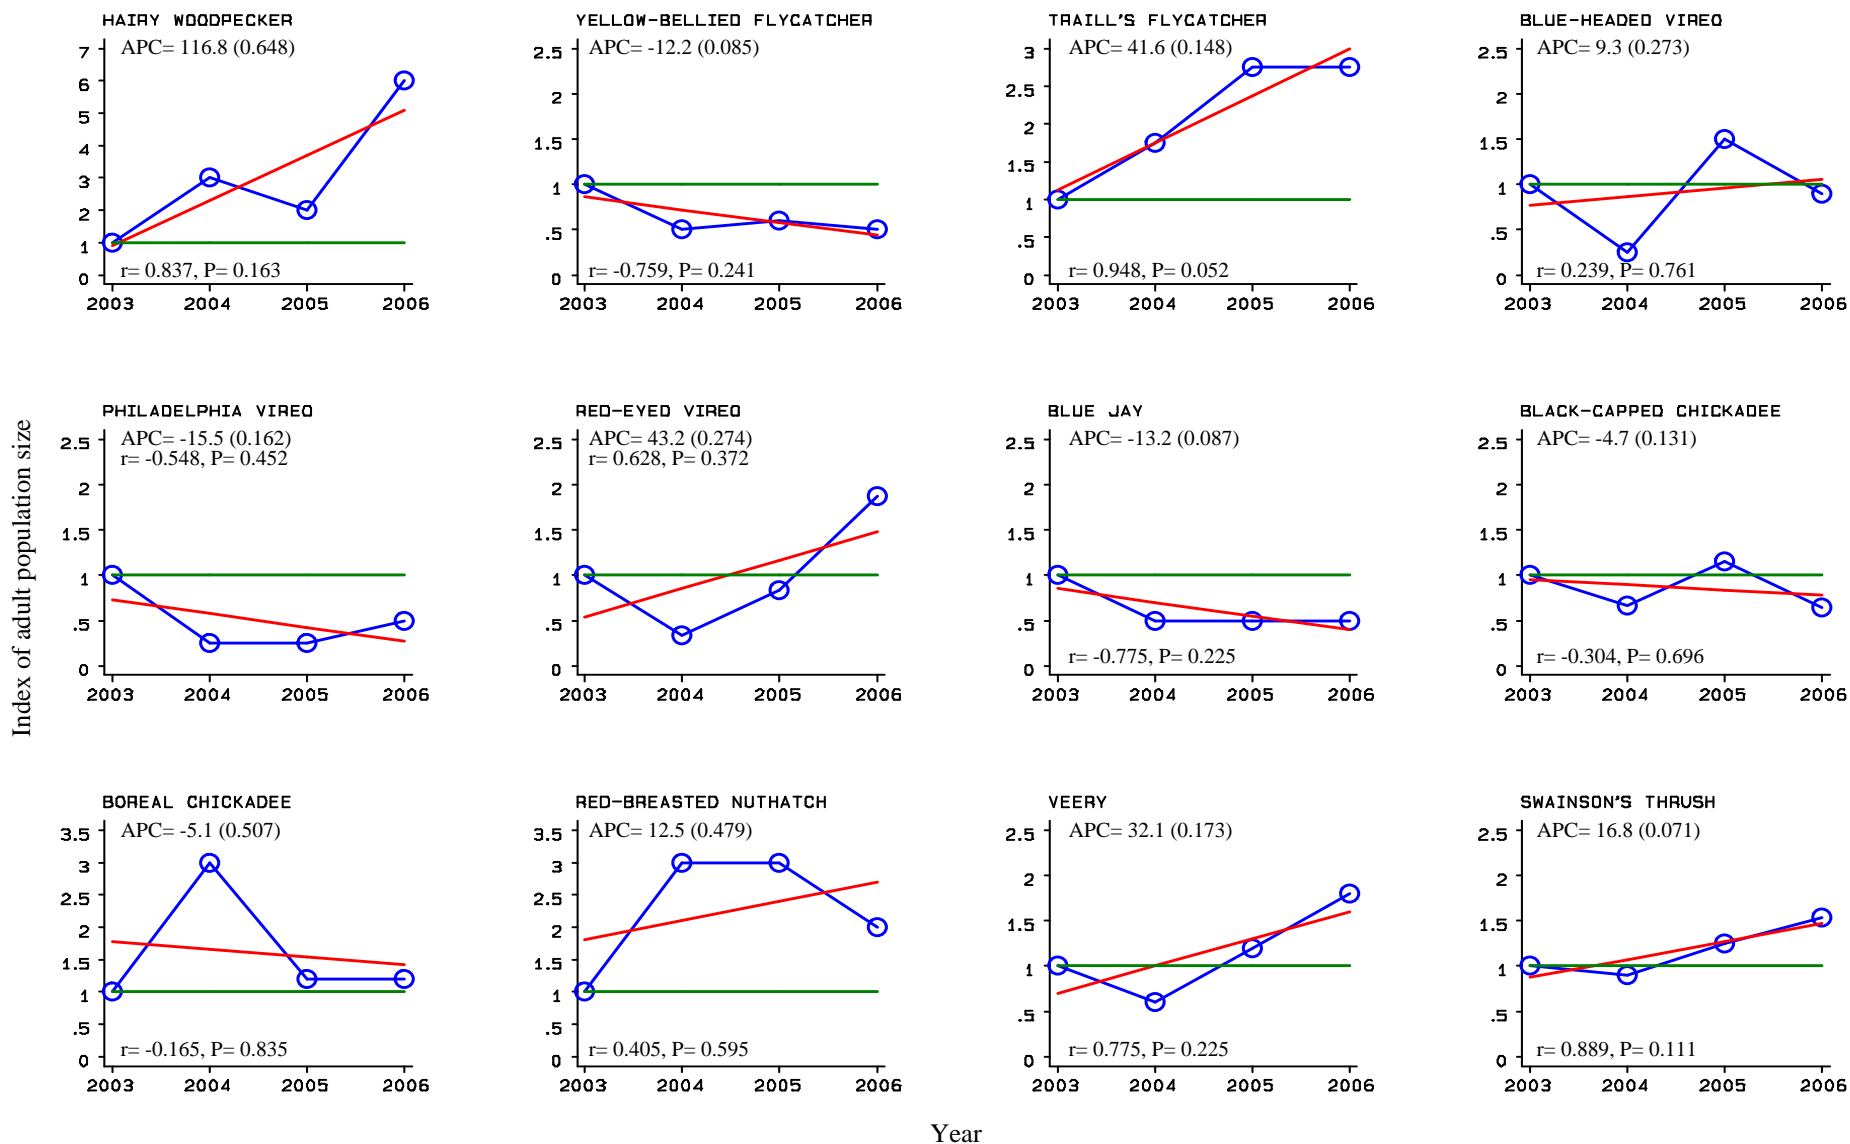 HAIRY WOODPECKER
APC= 116.8 (0.648)
7
6
5
4
3
2
1
0
r= 0.837, P= 0.163
2003 2004 2005 2006
YELLOW-BELLIED FLYCATCHER
APC= -12.2 (0.085)
2.5
2
1.5
1
.5
0
r= -0.759, P= 0.241
2003 2004 2005 2006
TRAILL'S FLYCATCHER
APC= 41.6 (0.148)
3
2.5
2
1.5
1
.5
0
r= 0.948, P= 0.052
2003 2004 2005 2006
BLUE-HEADED VIREO
APC= 9.3 (0.273)
2.5
2
1.5
1
.5
0
r= 0.239, P= 0.761
2003 2004 2005 2006
Index of adult population size
PHILADELPHIA VIREO
APC= -15.5 (0.162)
r= -0.548, P= 0.452
2.5
2
1.5
1
.5
0
2003 2004 2005 2006
RED-EYED VIREO
APC= 43.2 (0.274)
r= 0.628, P= 0.372
2.5
2
1.5
1
.5
0
2003 2004 2005 2006
BLUE JAY
APC= -13.2 (0.087)
2.5
2
1.5
1
.5
0
r= -0.775, P= 0.225
2003 2004 2005 2006
BLACK-CAPPED CHICKADEE
APC= -4.7 (0.131)
2.5
2
1.5
1
.5
0
r= -0.304, P= 0.696
2003 2004 2005 2006
BOREAL CHICKADEE
APC= -5.1 (0.507)
3.5
3
2.5
2
1.5
1
.5
0
r= -0.165, P= 0.835
2003 2004 2005 2006
RED-BREASTED NUTHATCH
APC= 12.5 (0.479)
3.5
3
2.5
2
1.5
1
.5
0
r= 0.405, P= 0.595
2003 2004 2005 2006
VEERY
APC= 32.1 (0.173)
2.5
2
1.5
1
.5
0
r= 0.775, P= 0.225
2003 2004 2005 2006
SWAINSON'S THRUSH
APC= 16.8 (0.071)
2.5
2
1.5
1
.5
0
r= 0.889, P= 0.111
2003 2004 2005 2006
Year